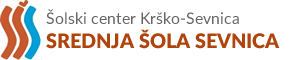 Šolski center Krško-Sevnica
SREDNJA ŠOLA SEVNICA